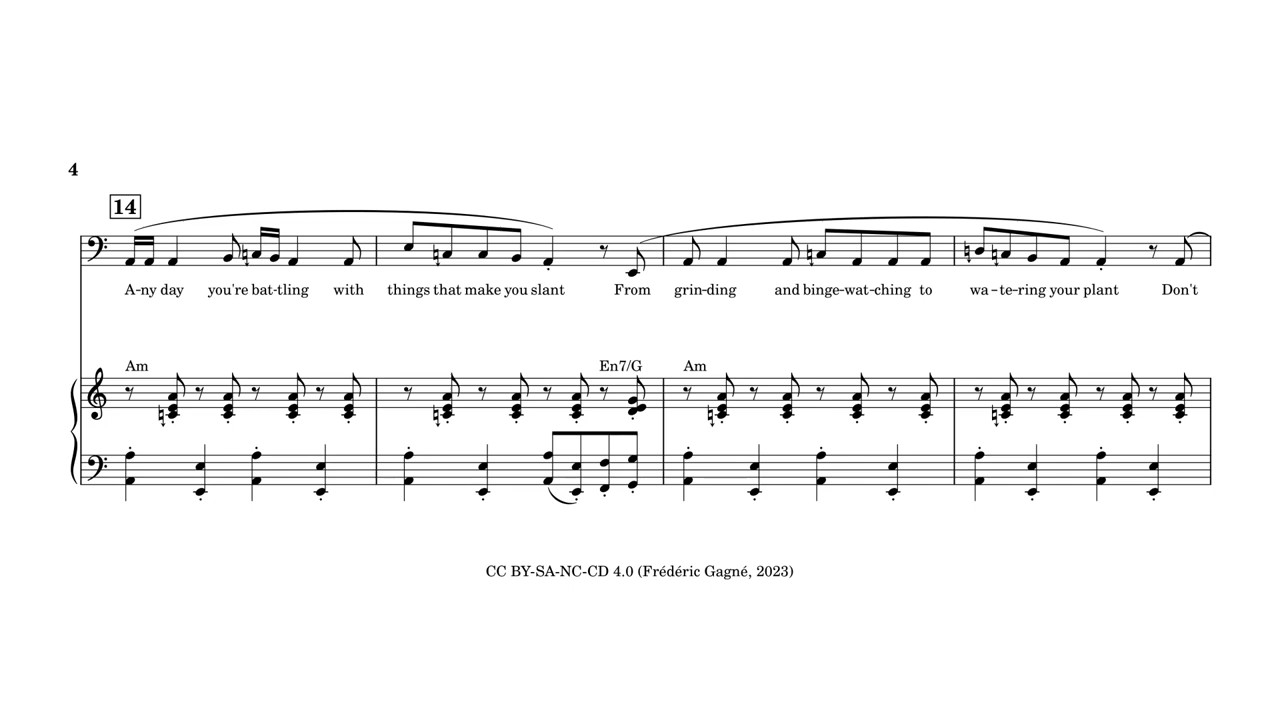 4
14
A-ny day you're bat-tling with things that make you slant From grin-ding and binge-wat-ching to wa-te-ring your plant Don't
Am En7/G Am
CC BY-SA-NC-CD 4.0 (Frédéric Gagné, 2023)